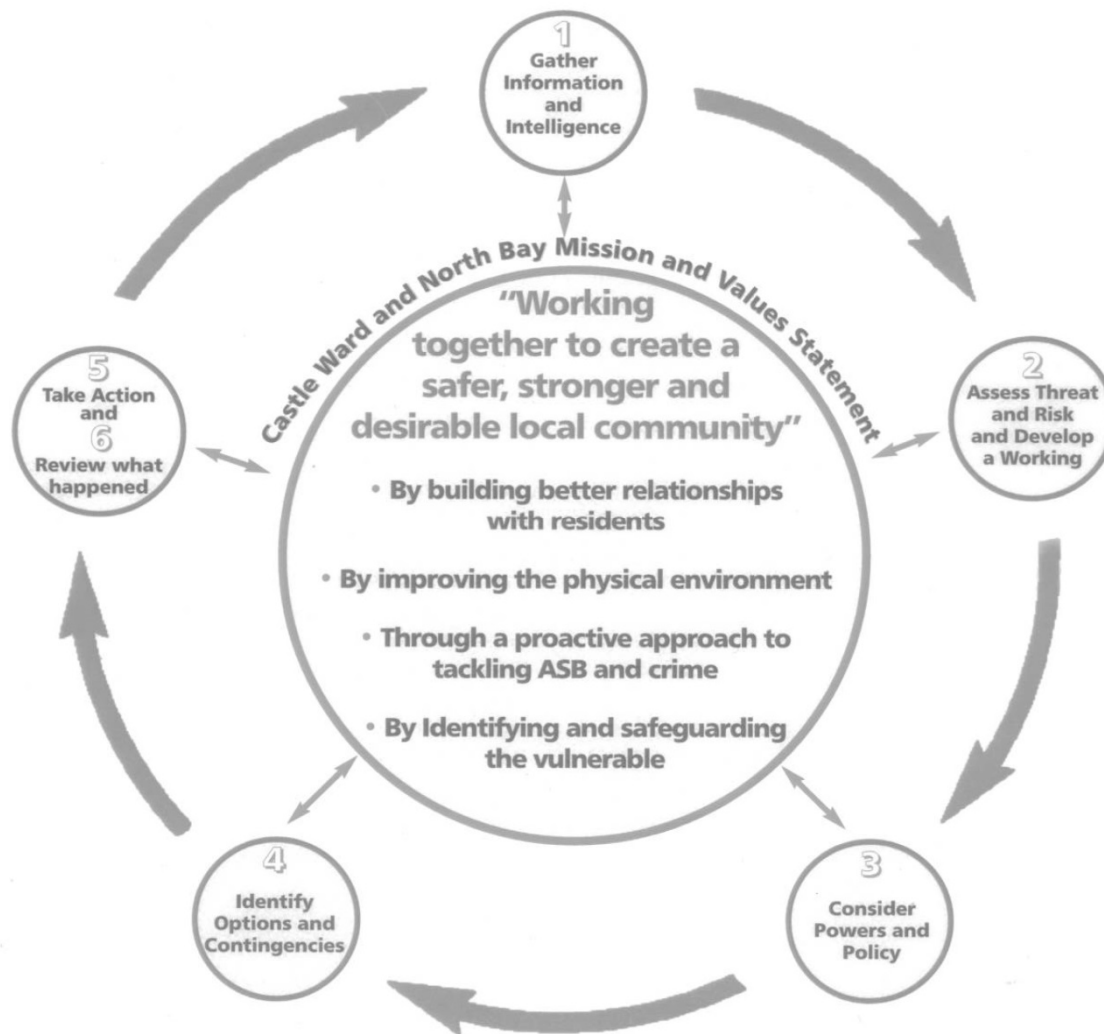 1
Gather
Information
and
Intelligence
Castle Ward and North Bay Mission and Values Statement
"Working
together to create a
safer, stronger and
desirable local community"
• By building better relationships
with residents
• By improving the physical environment
• Through a proactive approach to
tackling ASB and crime
• By Identifying and safeguarding
the vulnerable
2
Assess Threat
and Risk
and Develop
a Working
3
Consider
Powers and
Policy
4
Identify
Options and
Contingencies
5
Take Action
and
6
Review what
happened